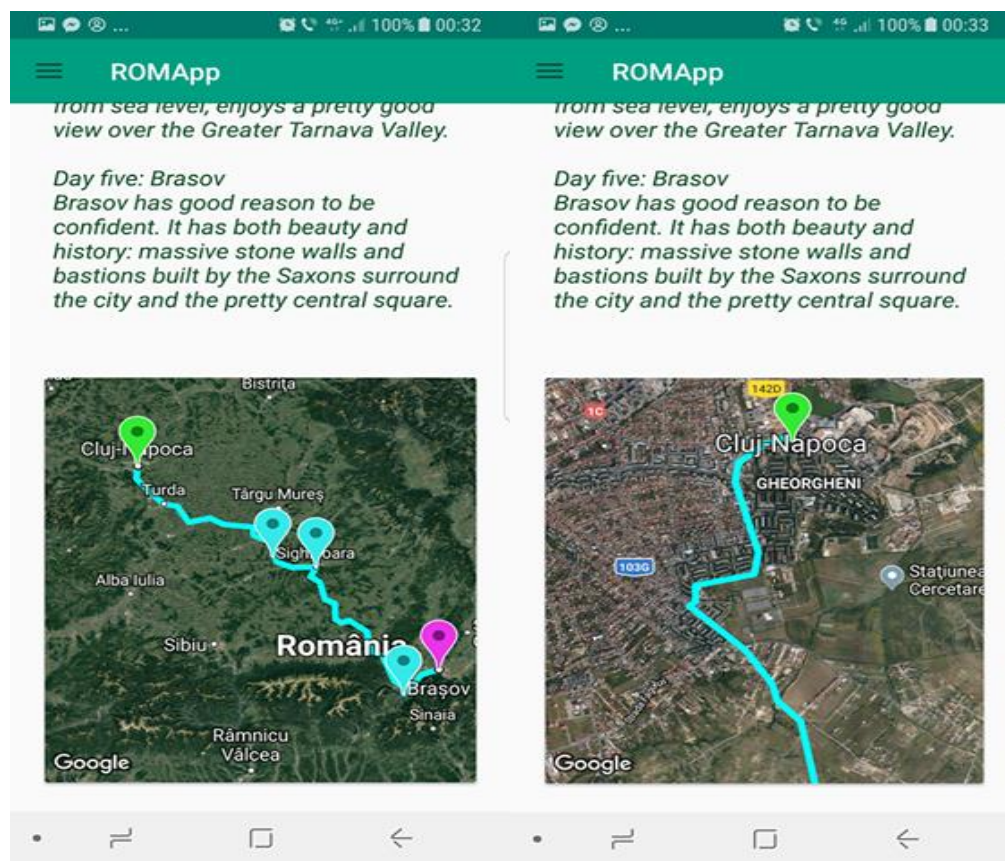 ... 100% 00:32
ROMApp
from sea level, enjoys a pretty good
view over the Greater Tarnava Valley.
Day five: Brasov
Brasov has good reason to be
confident. It has both beauty and
history: massive stone walls and
bastions built by the Saxons surround
the city and the pretty central square.
Bistrița
Cluj-Napoca
Turda
Târgu Mureș
Sighișoara
Alba Iulia
Sibiu
România
Brașov
Sinaia
Râmnicu
Vâlcea
Google
... 4G 100% 00:33
ROMApp
from sea level, enjoys a pretty good
view over the Greater Tarnava Valley.
Day five: Brasov
Brasov has good reason to be
confident. It has both beauty and
history: massive stone walls and
bastions built by the Saxons surround
the city and the pretty central square.
142D
1C
Cluj-Napoca
GHEORGHENI
103G
Stațiunea
Cercetare
Google